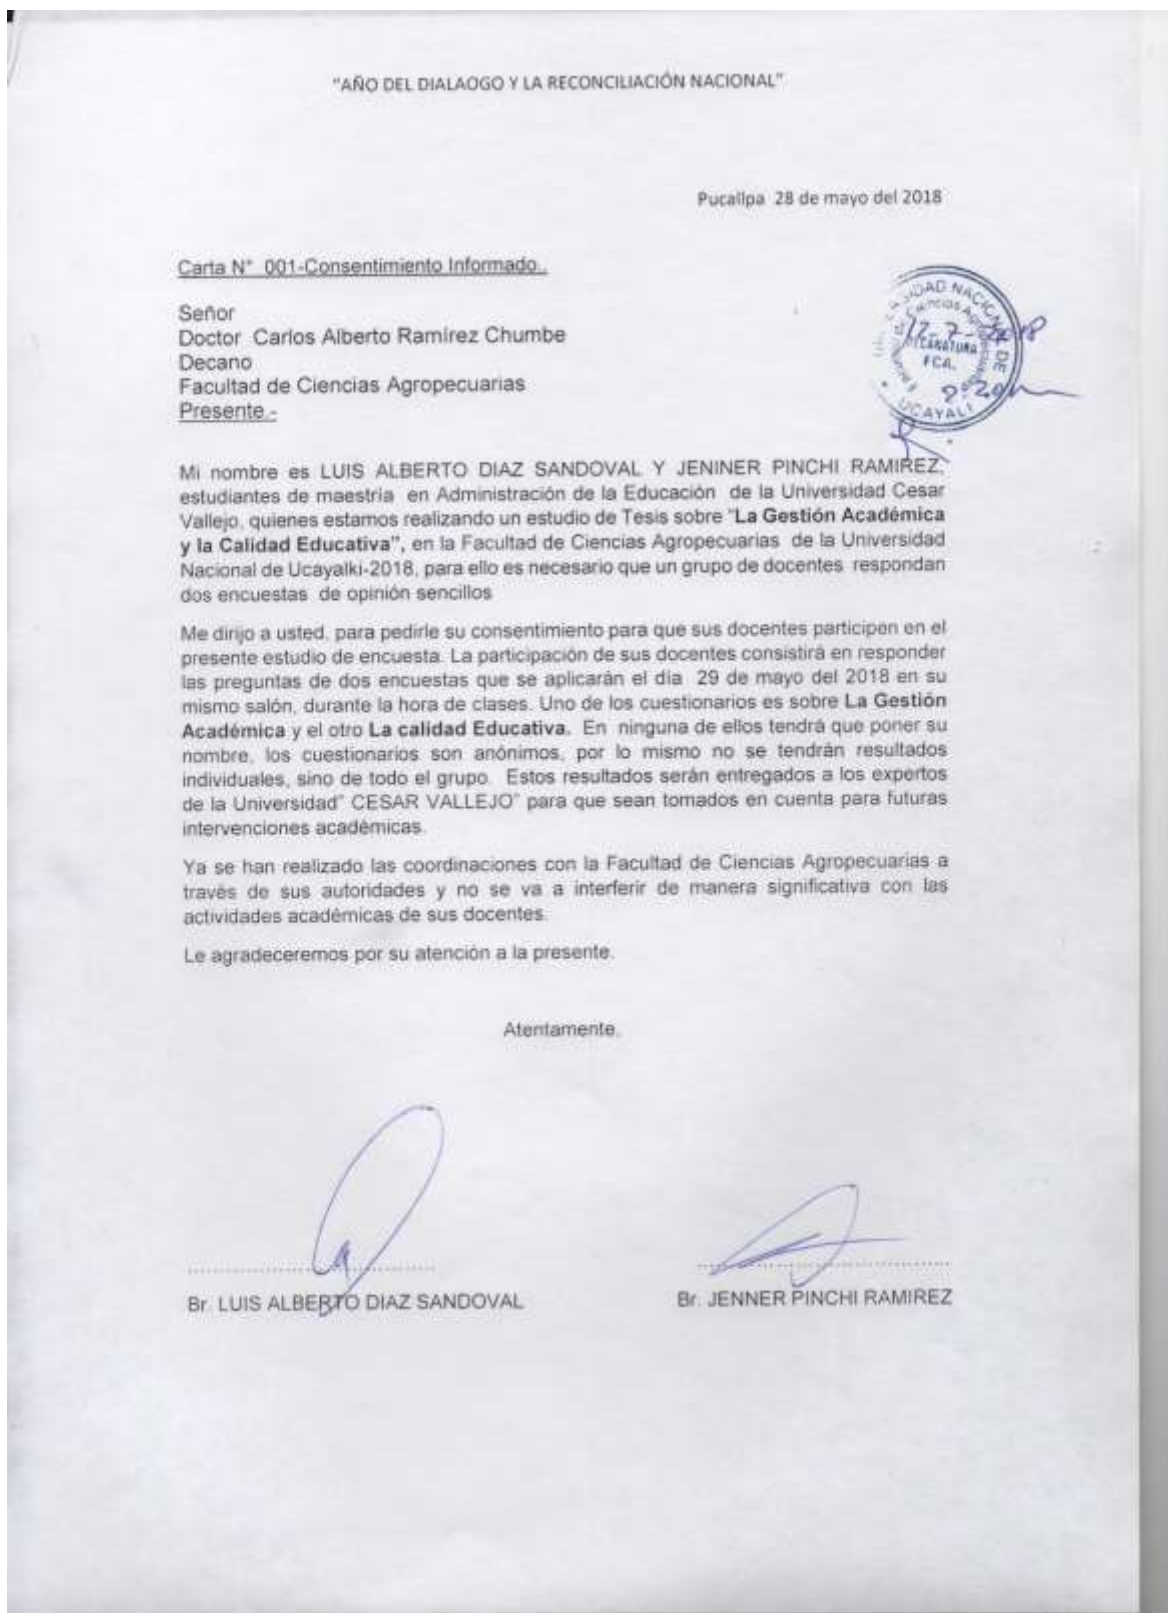 "AÑO DEL DIALAOGO Y LA RECONCILIACIÓN NACIONAL"
Pucallpa 28 de mayo del 2018
Carta N° 001-Consentimiento Informado..
Señor
Doctor Carlos Alberto Ramírez Chumbe
Decano
Facultad de Ciencias Agropecuarias
Presente.-
DAD NACIONAL DE UCAYALI
Ciencias Agropecuarias
DECANATURA
FCA.
12-7-2018
Mi nombre es LUIS ALBERTO DIAZ SANDOVAL Y JENINER PINCHI RAMIREZ,
estudiantes de maestria en Administración de la Educación de la Universidad Cesar
Vallejo, quienes estamos realizando un estudio de Tesis sobre "La Gestión Académica
y la Calidad Educativa", en la Facultad de Ciencias Agropecuarias de la Universidad
Nacional de Ucayalki-2018, para ello es necesario que un grupo de docentes respondan
dos encuestas de opinión sencillos
Me dirijo a usted, para pedirle su consentimiento para que sus docentes participen en el
presente estudio de encuesta. La participación de sus docentes consistirá en responder
las preguntas de dos encuestas que se aplicarán el día 29 de mayo del 2018 en su
mismo salón, durante la hora de clases. Uno de los cuestionarios es sobre La Gestión
Académica y el otro La calidad Educativa. En ninguna de ellos tendrá que poner su
nombre, los cuestionarios son anónimos, por lo mismo no se tendrán resultados
individuales, sino de todo el grupo. Estos resultados serán entregados a los expertos
de la Universidad" CESAR VALLEJO" para que sean tomados en cuenta para futuras
intervenciones académicas.
Ya se han realizado las coordinaciones con la Facultad de Ciencias Agropecuarias a
través de sus autoridades y no se va a interferir de manera significativa con las
actividades académicas de sus docentes.
Le agradeceremos por su atención a la presente.
Atentamente.
Br. LUIS ALBERTO DIAZ SANDOVAL
Br. JENNER PINCHI RAMIREZ